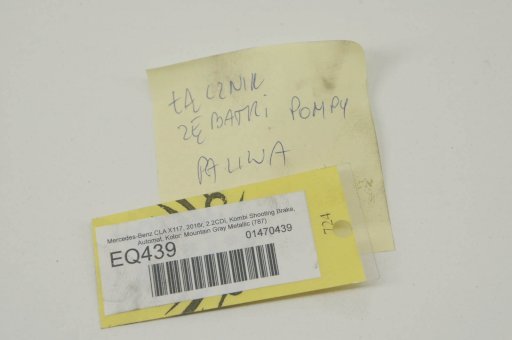 ŁĄCZNIK
ZĘBATKI POMPY
PALIWA
Mercedes-Benz CLA X117, 2016r, 2.2CDi, Kombi Shooting Brake,
Automat, Kolor: Mountain Gray Metallic (787)
EQ439
01470439
724